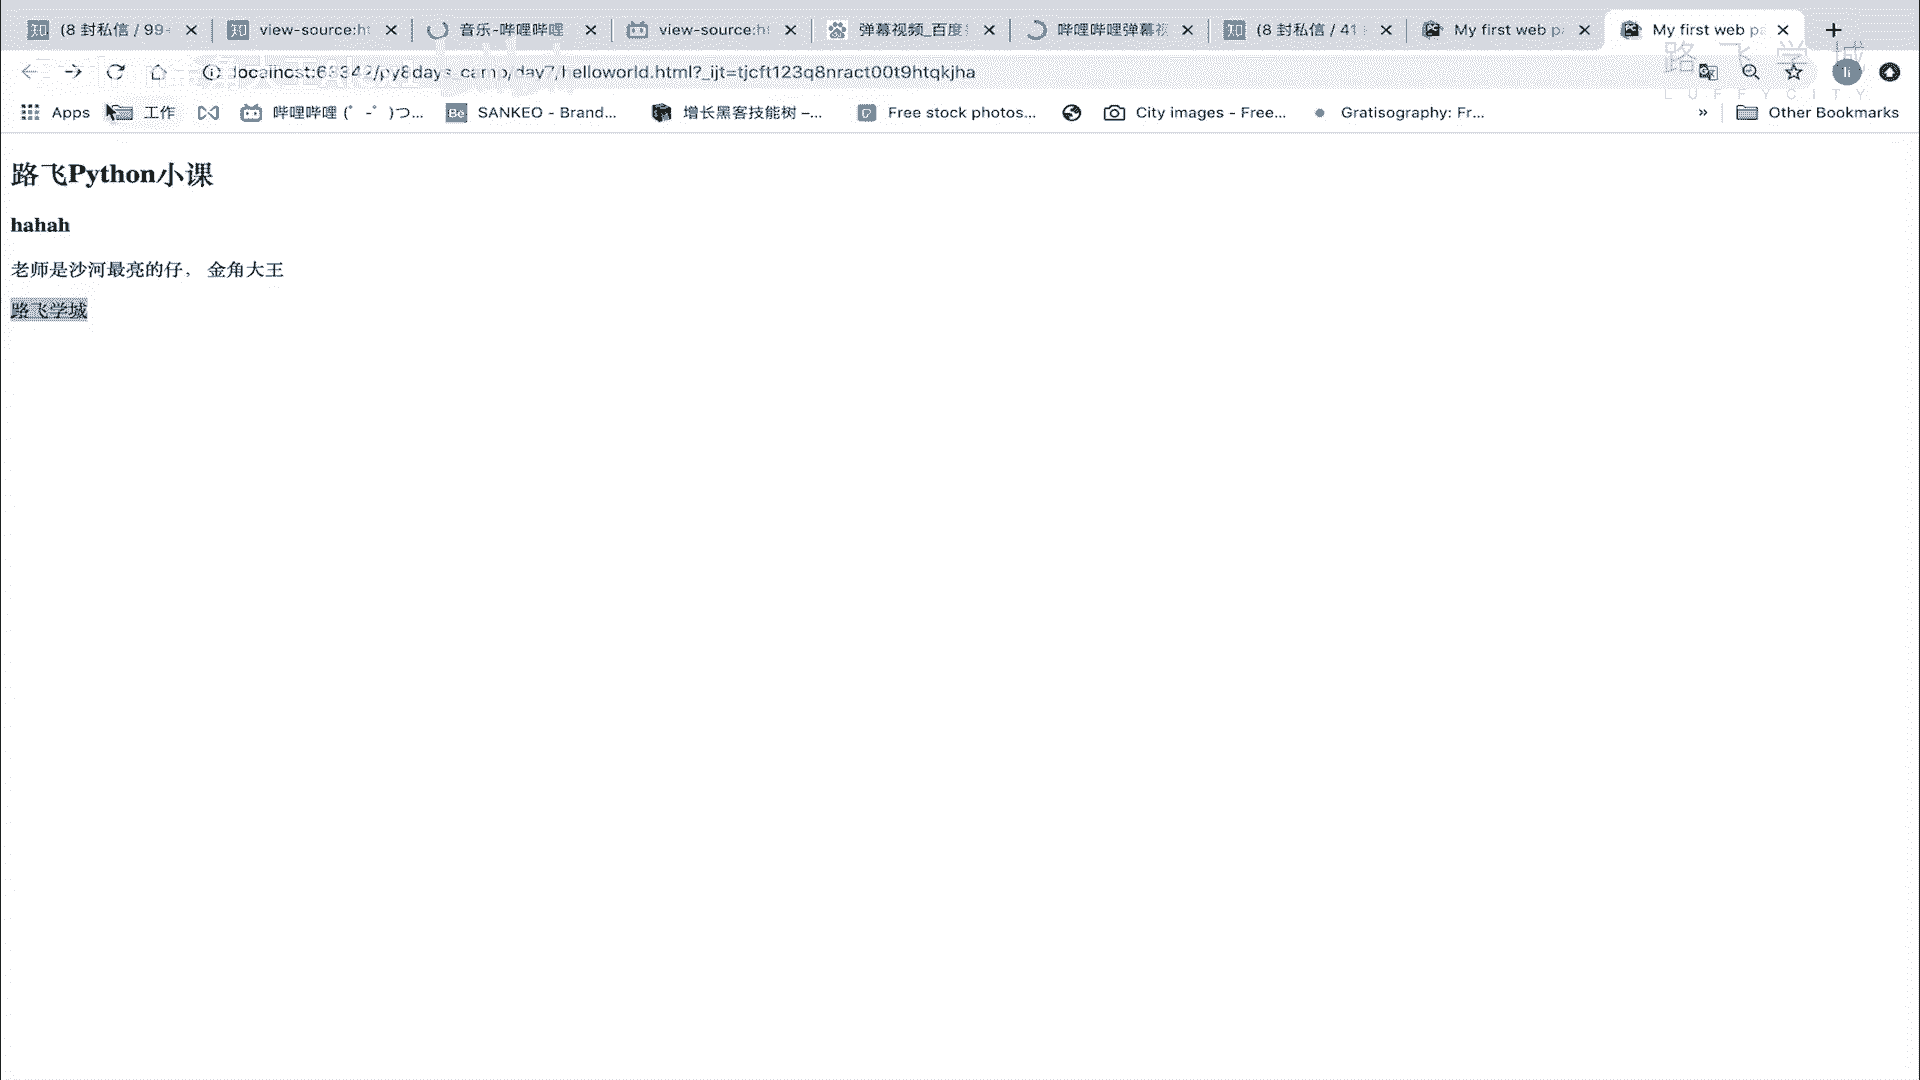 (8 封私信 / 99+
view-source:ht
音乐-哔哩哔哩
view-source:ht
弹幕视频_百度
哔哩哔哩弹幕视
(8 封私信 / 41
My first web pa
My first web pa
localhost:63342/py8days_camp/day7/helloworld.html?_ijt=tjcft123q8nract00t9htqkjha
路飞学城
LUFFYCITY
Apps
工作
哔哩哔哩 (゜-゜)つ...
SANKEO - Brand...
增长黑客技能树 –...
Free stock photos...
City images - Free...
Gratisography: Fr...
»
Other Bookmarks
路飞Python小课
hahah
老师是沙河最亮的仔， 金角大王
路飞学城